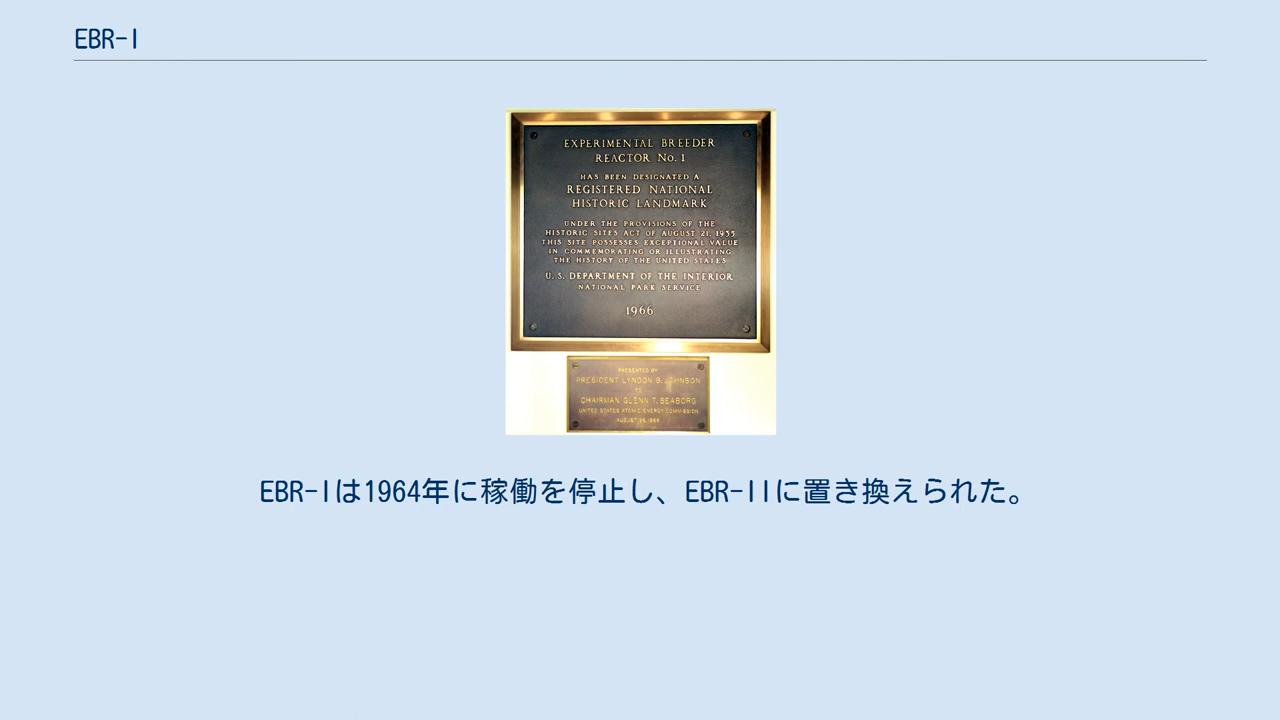 EBR-I
EXPERIMENTAL BREEDER
REACTOR No. 1
HAS BEEN DESIGNATED A
REGISTERED NATIONAL
HISTORIC LANDMARK
UNDER THE PROVISIONS OF THE
HISTORIC SITES ACT OF AUGUST 21, 1935
THIS SITE POSSESSES EXCEPTIONAL VALUE
IN COMMEMORATING OR ILLUSTRATING
THE HISTORY OF THE UNITED STATES
U. S. DEPARTMENT OF THE INTERIOR
NATIONAL PARK SERVICE
1966
PRESENTED BY
PRESIDENT LYNDON B. JOHNSON
TO
CHAIRMAN GLENN T. SEABORG
UNITED STATES ATOMIC ENERGY COMMISSION
AUGUST 26, 1966
EBR-Iは1964年に稼働を停止し、EBR-IIに置き換えられた。